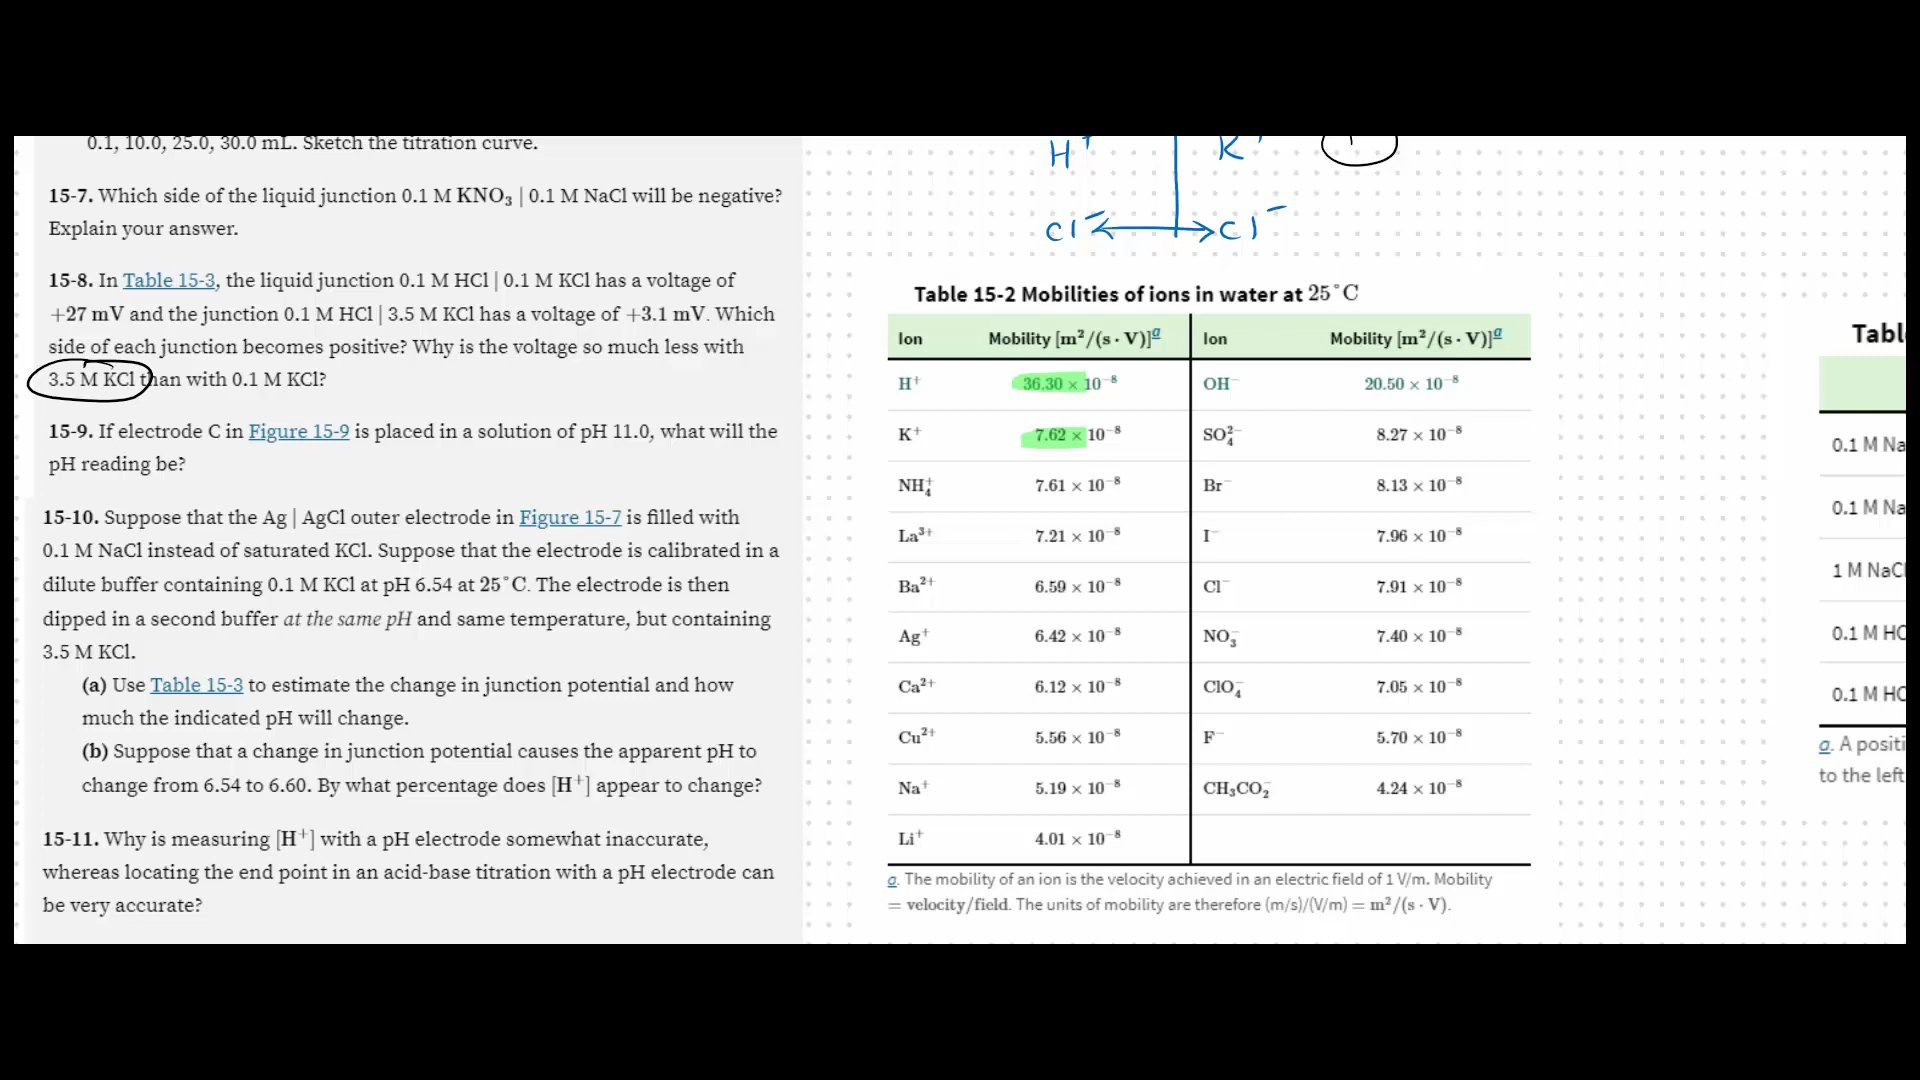 0.1, 10.0, 25.0, 30.0 mL. Sketch the titration curve.
15-7. Which side of the liquid junction 0.1 M KNO₃ | 0.1 M NaCl will be negative?
Explain your answer.
15-8. In Table 15-3, the liquid junction 0.1 M HCl | 0.1 M KCl has a voltage of
+27 mV and the junction 0.1 M HCl | 3.5 M KCl has a voltage of +3.1 mV. Which
side of each junction becomes positive? Why is the voltage so much less with
3.5 M KCl than with 0.1 M KCl?
15-9. If electrode C in Figure 15-9 is placed in a solution of pH 11.0, what will the
pH reading be?
15-10. Suppose that the Ag | AgCl outer electrode in Figure 15-7 is filled with
0.1 M NaCl instead of saturated KCl. Suppose that the electrode is calibrated in a
dilute buffer containing 0.1 M KCl at pH 6.54 at 25°C. The electrode is then
dipped in a second buffer at the same pH and same temperature, but containing
3.5 M KCl.
(a) Use Table 15-3 to estimate the change in junction potential and how
much the indicated pH will change.
(b) Suppose that a change in junction potential causes the apparent pH to
change from 6.54 to 6.60. By what percentage does [H⁺] appear to change?
15-11. Why is measuring [H⁺] with a pH electrode somewhat inaccurate,
whereas locating the end point in an acid-base titration with a pH electrode can
be very accurate?
H⁺ K⁺
Cl⁻ Cl⁻
Table 15-2 Mobilities of ions in water at 25°C
Ion Mobility [m²/(s · V)]ᵃ Ion Mobility [m²/(s · V)]ᵃ
H⁺ 36.30 × 10⁻⁸ OH⁻ 20.50 × 10⁻⁸
K⁺ 7.62 × 10⁻⁸ SO₄²⁻ 8.27 × 10⁻⁸
NH₄⁺ 7.61 × 10⁻⁸ Br⁻ 8.13 × 10⁻⁸
La³⁺ 7.21 × 10⁻⁸ I⁻ 7.96 × 10⁻⁸
Ba²⁺ 6.59 × 10⁻⁸ Cl⁻ 7.91 × 10⁻⁸
Ag⁺ 6.42 × 10⁻⁸ NO₃⁻ 7.40 × 10⁻⁸
Ca²⁺ 6.12 × 10⁻⁸ ClO₄⁻ 7.05 × 10⁻⁸
Cu²⁺ 5.56 × 10⁻⁸ F⁻ 5.70 × 10⁻⁸
Na⁺ 5.19 × 10⁻⁸ CH₃CO₂⁻ 4.24 × 10⁻⁸
Li⁺ 4.01 × 10⁻⁸
a. The mobility of an ion is the velocity achieved in an electric field of 1 V/m. Mobility
= velocity/field. The units of mobility are therefore (m/s)/(V/m) = m²/(s · V).
0.1 M Na
0.1 M Na
1 M NaCl
0.1 M HC
0.1 M HC
a. A positi
to the left